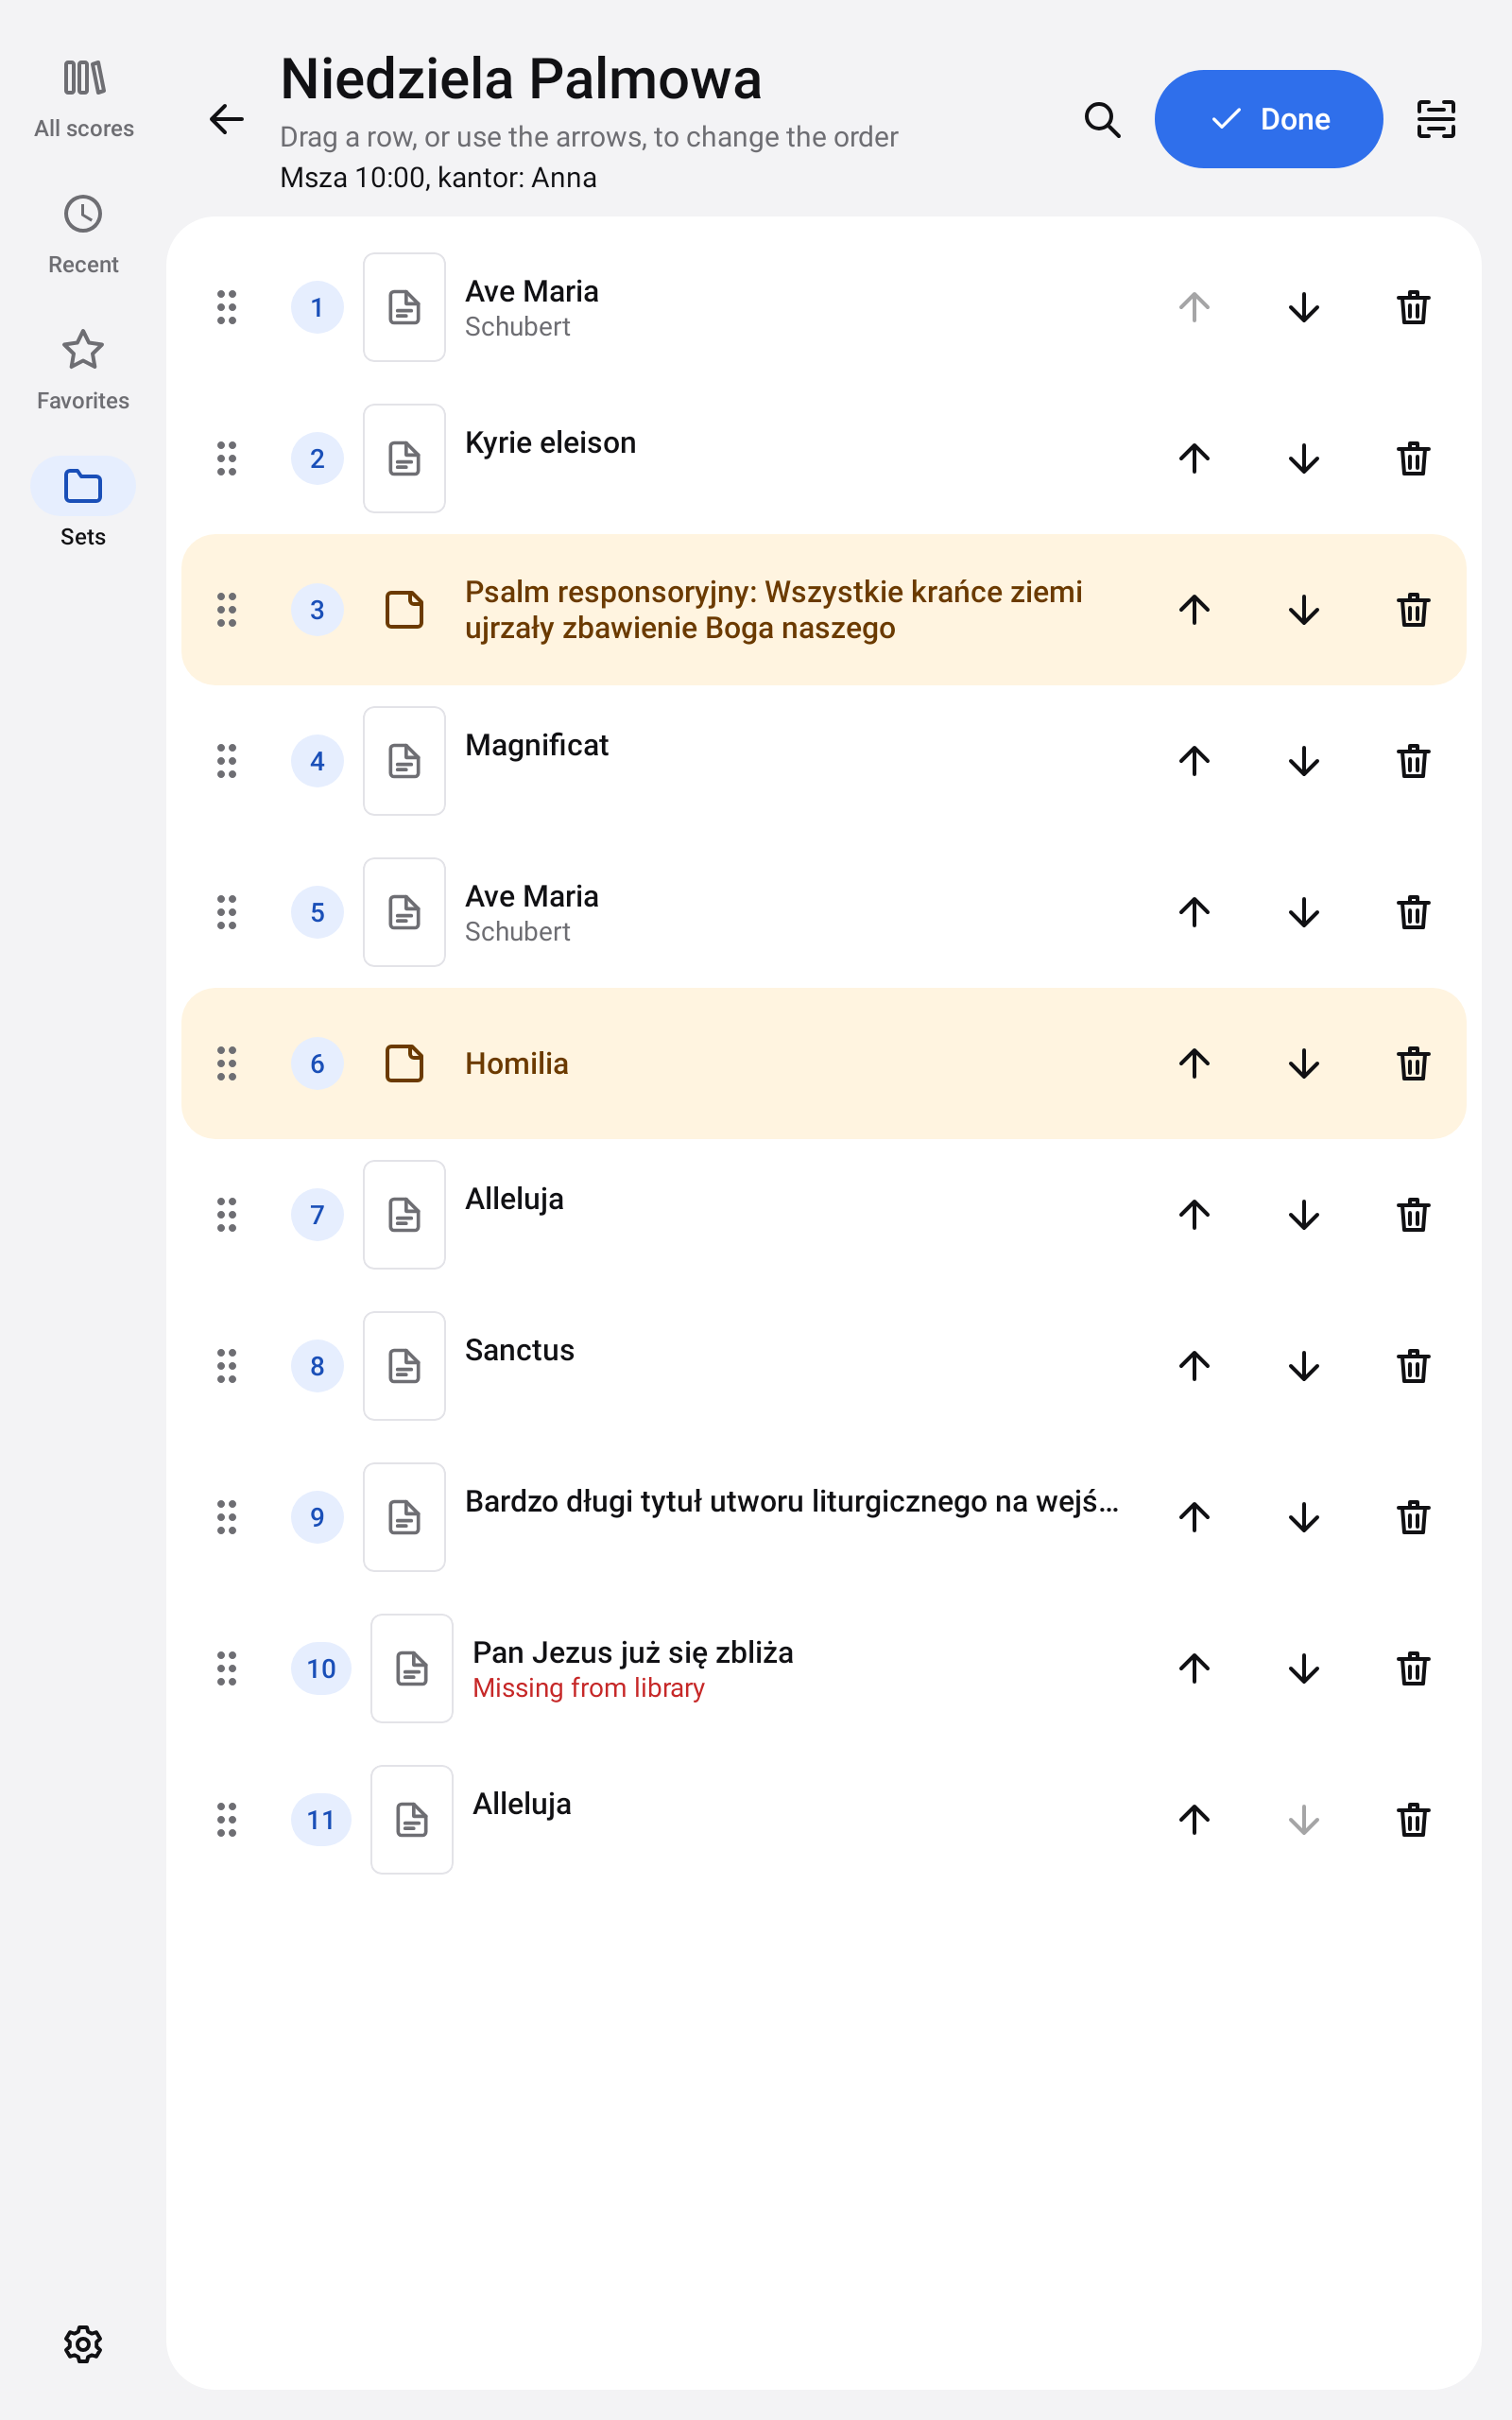 Niedziela Palmowa
Drag a row, or use the arrows, to change the order
Msza 10:00, kantor: Anna
Done
All scores
Recent
Favorites
Sets
1
Ave Maria
Schubert
2
Kyrie eleison
3
Psalm responsoryjny: Wszystkie krańce ziemi
ujrzały zbawienie Boga naszego
4
Magnificat
5
Ave Maria
Schubert
6
Homilia
7
Alleluja
8
Sanctus
9
Bardzo długi tytuł utworu liturgicznego na wejś…
10
Pan Jezus już się zbliża
Missing from library
11
Alleluja